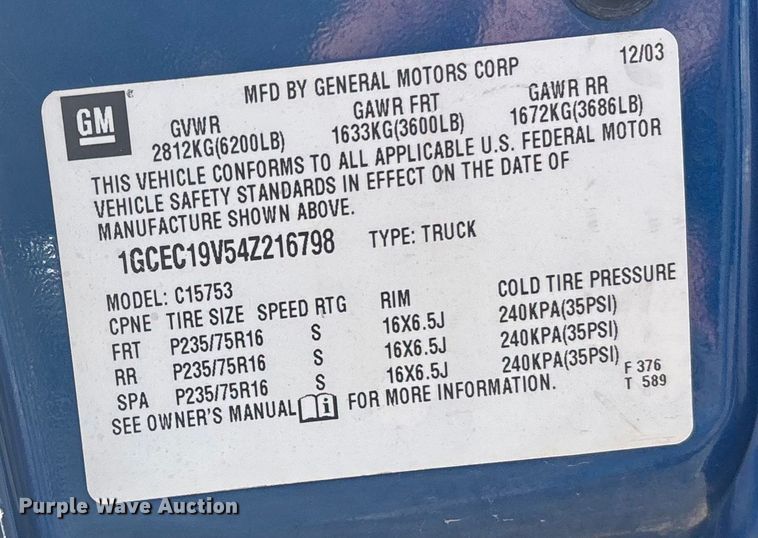 GM
MFD BY GENERAL MOTORS CORP 12/03
GVWR GAWR FRT GAWR RR
2812KG(6200LB) 1633KG(3600LB) 1672KG(3686LB)
THIS VEHICLE CONFORMS TO ALL APPLICABLE U.S. FEDERAL MOTOR
VEHICLE SAFETY STANDARDS IN EFFECT ON THE DATE OF
MANUFACTURE SHOWN ABOVE.
1GCEC19V54Z216798 TYPE: TRUCK
MODEL: C15753
CPNE TIRE SIZE SPEED RTG RIM COLD TIRE PRESSURE
FRT P235/75R16 S 16X6.5J 240KPA(35PSI)
RR P235/75R16 S 16X6.5J 240KPA(35PSI)
SPA P235/75R16 S 16X6.5J 240KPA(35PSI)
SEE OWNER'S MANUAL i FOR MORE INFORMATION.
F 376
T 589
Purple Wave Auction